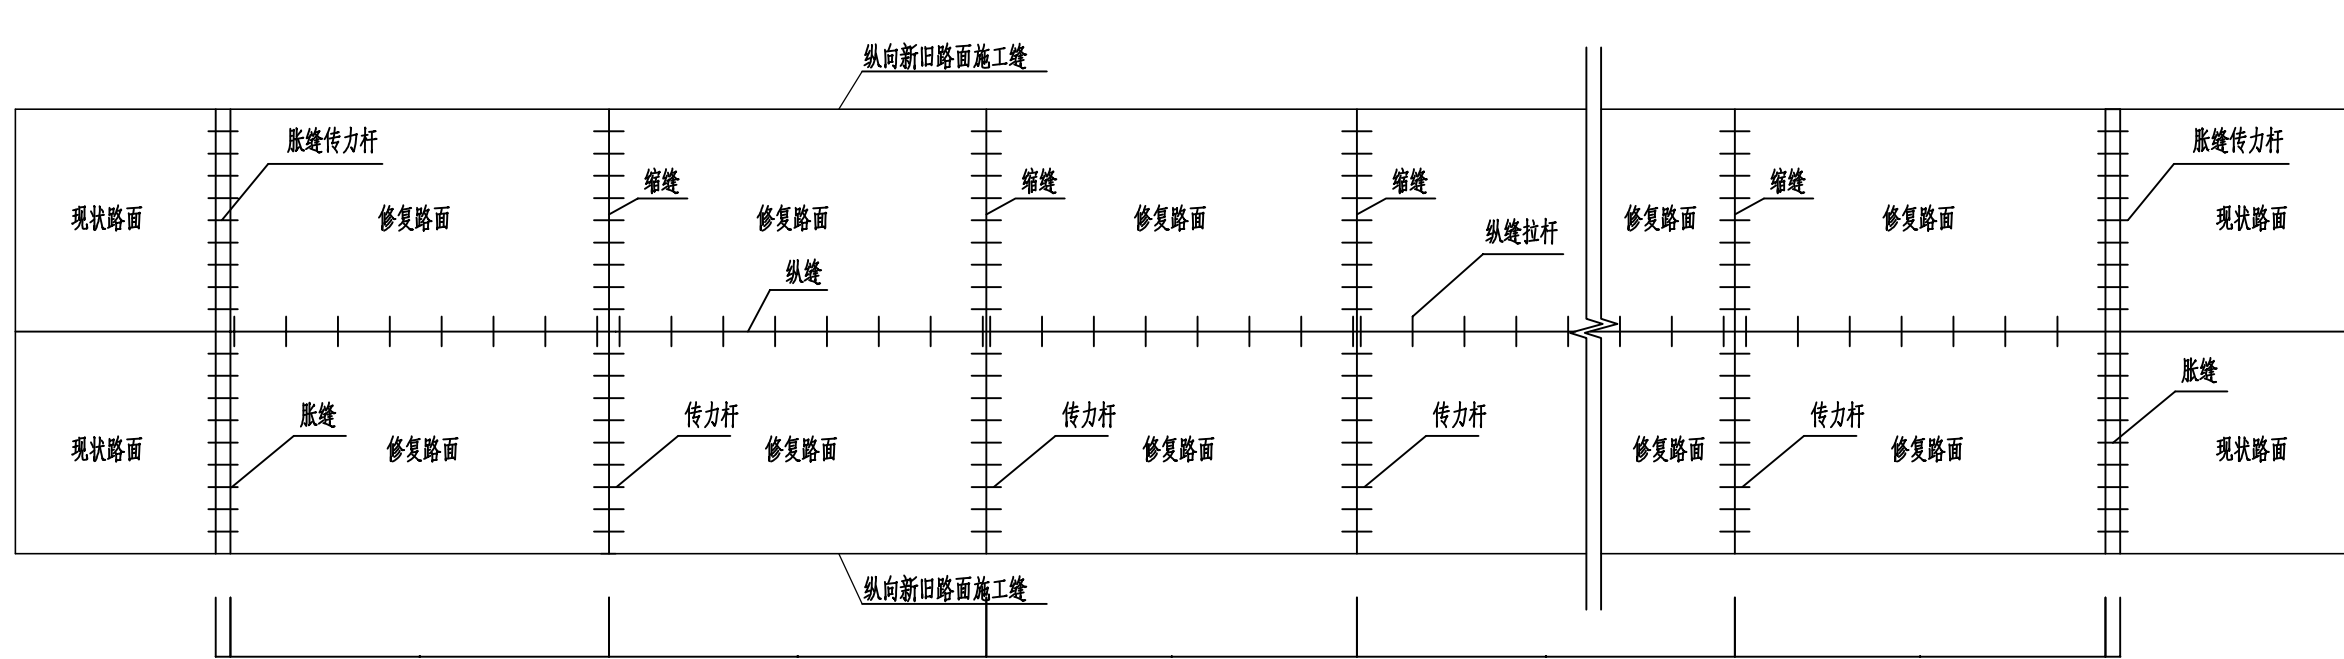 纵向新旧路面施工缝
胀缝传力杆
胀缝传力杆
缩缝
缩缝
缩缝
缩缝
现状路面
修复路面
修复路面
修复路面
修复路面
修复路面
现状路面
纵缝拉杆
纵缝
胀缝
胀缝
传力杆
传力杆
传力杆
传力杆
现状路面
修复路面
修复路面
修复路面
修复路面
修复路面
现状路面
纵向新旧路面施工缝